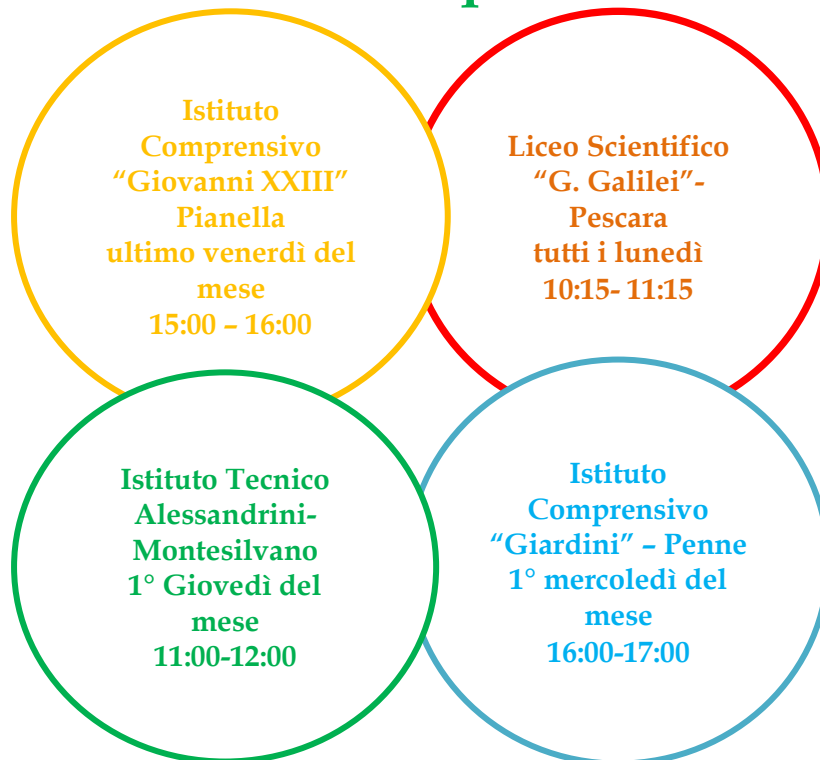 Istituto
Comprensivo
“Giovanni XXIII”
Pianella
ultimo venerdì del
mese
15:00 – 16:00
Liceo Scientifico
“G. Galilei”-
Pescara
tutti i lunedì
10:15- 11:15
Istituto Tecnico
Alessandrini-
Montesilvano
1° Giovedì del
mese
11:00-12:00
Istituto
Comprensivo
“Giardini” – Penne
1° mercoledì del
mese
16:00-17:00